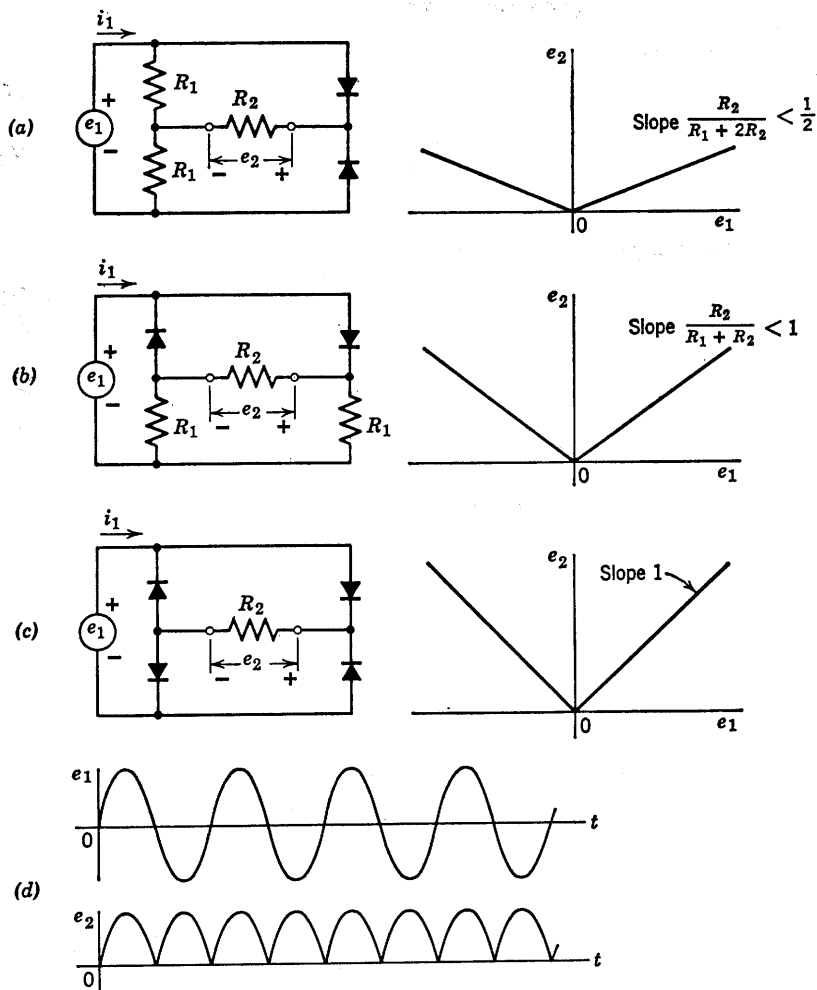 (a)
i₁
+
e₁
−
R₁
R₁
R₂
e₂
− +
e₂
Slope R₂ / (R₁ + 2R₂) < 1/2
0
e₁
(b)
i₁
+
e₁
−
R₁
R₂
e₂
− +
R₁
e₂
Slope R₂ / (R₁ + R₂) < 1
0
e₁
(c)
i₁
+
e₁
−
R₂
e₂
− +
e₂
Slope 1
0
e₁
(d)
e₁
0
t
e₂
0
t